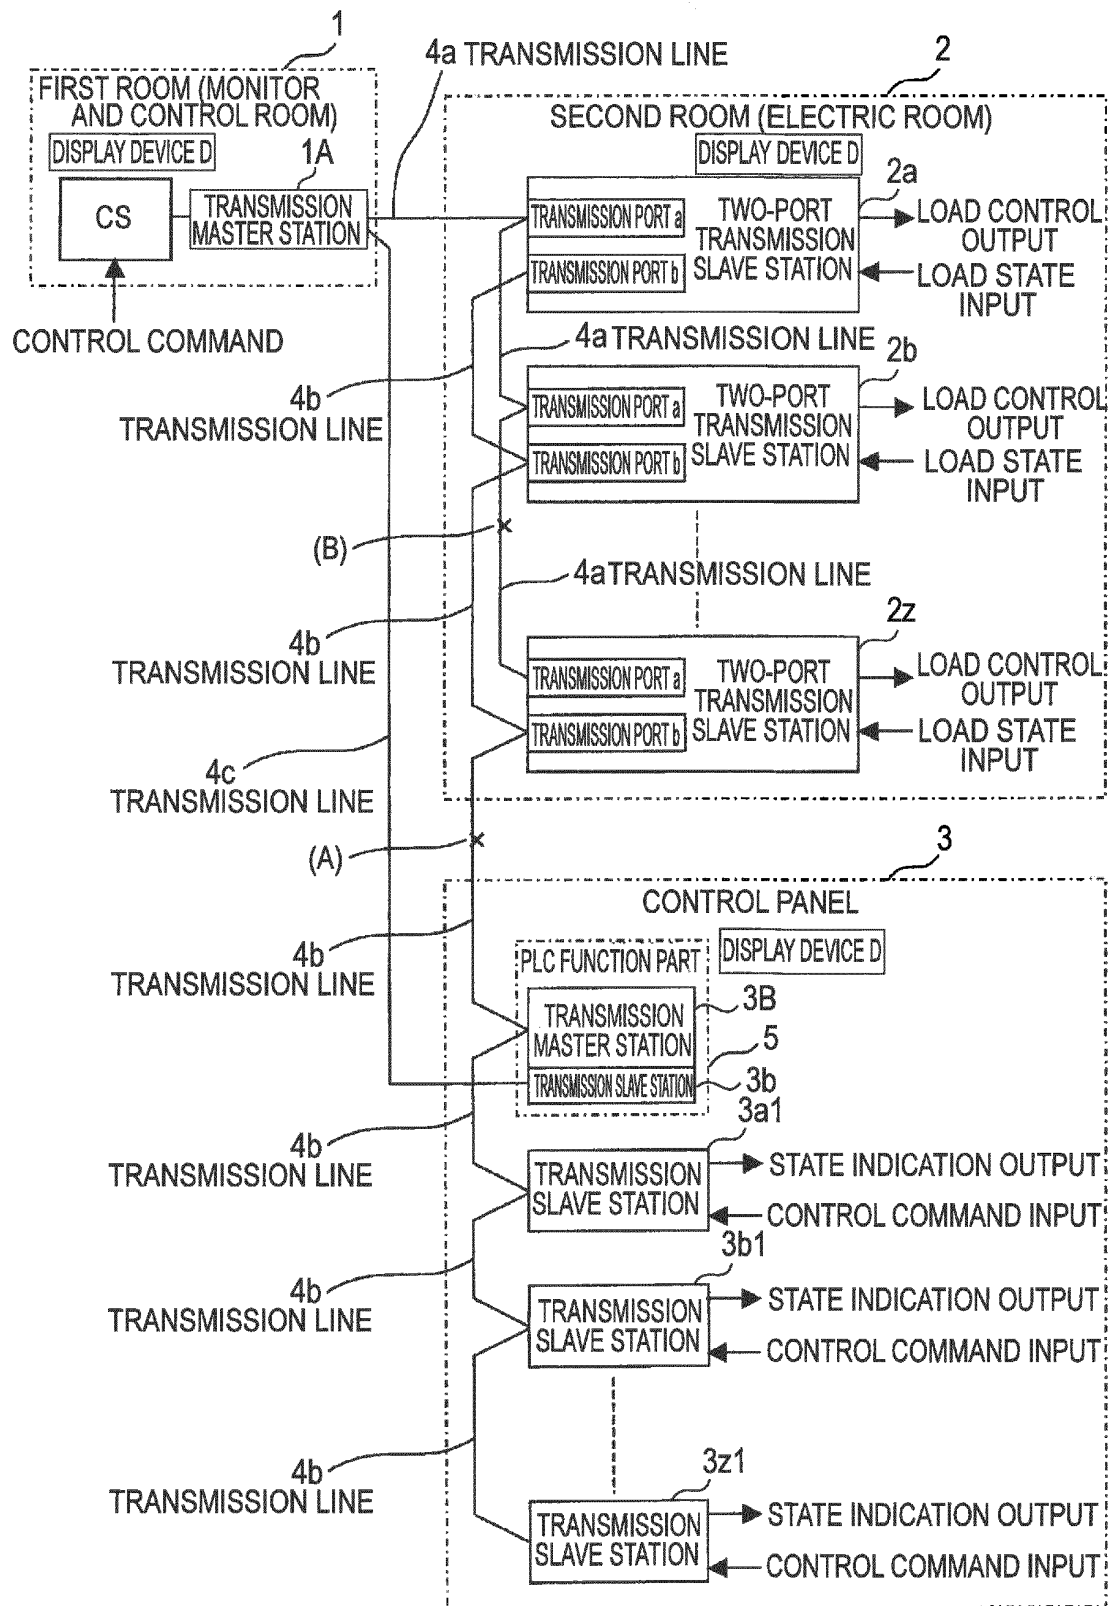 1
FIRST ROOM (MONITOR
AND CONTROL ROOM)
DISPLAY DEVICE D
1A
CS
TRANSMISSION
MASTER STATION
CONTROL COMMAND
4a TRANSMISSION LINE
2
SECOND ROOM (ELECTRIC ROOM)
DISPLAY DEVICE D
2a
TRANSMISSION PORT a
TRANSMISSION PORT b
TWO-PORT
TRANSMISSION
SLAVE STATION
LOAD CONTROL
OUTPUT
LOAD STATE
INPUT
4a TRANSMISSION LINE
4b
TRANSMISSION LINE
2b
TRANSMISSION PORT a
TRANSMISSION PORT b
TWO-PORT
TRANSMISSION
SLAVE STATION
LOAD CONTROL
OUTPUT
LOAD STATE
INPUT
(B)
4a TRANSMISSION LINE
4b
TRANSMISSION LINE
2z
TRANSMISSION PORT a
TRANSMISSION PORT b
TWO-PORT
TRANSMISSION
SLAVE STATION
LOAD CONTROL
OUTPUT
LOAD STATE
INPUT
4c
TRANSMISSION LINE
(A)
3
CONTROL PANEL
DISPLAY DEVICE D
4b
TRANSMISSION LINE
PLC FUNCTION PART
TRANSMISSION
MASTER STATION
3B
5
TRANSMISSION SLAVE STATION
3b
4b
TRANSMISSION LINE
3a1
TRANSMISSION
SLAVE STATION
STATE INDICATION OUTPUT
CONTROL COMMAND INPUT
4b
TRANSMISSION LINE
3b1
TRANSMISSION
SLAVE STATION
STATE INDICATION OUTPUT
CONTROL COMMAND INPUT
4b
TRANSMISSION LINE
3z1
TRANSMISSION
SLAVE STATION
STATE INDICATION OUTPUT
CONTROL COMMAND INPUT